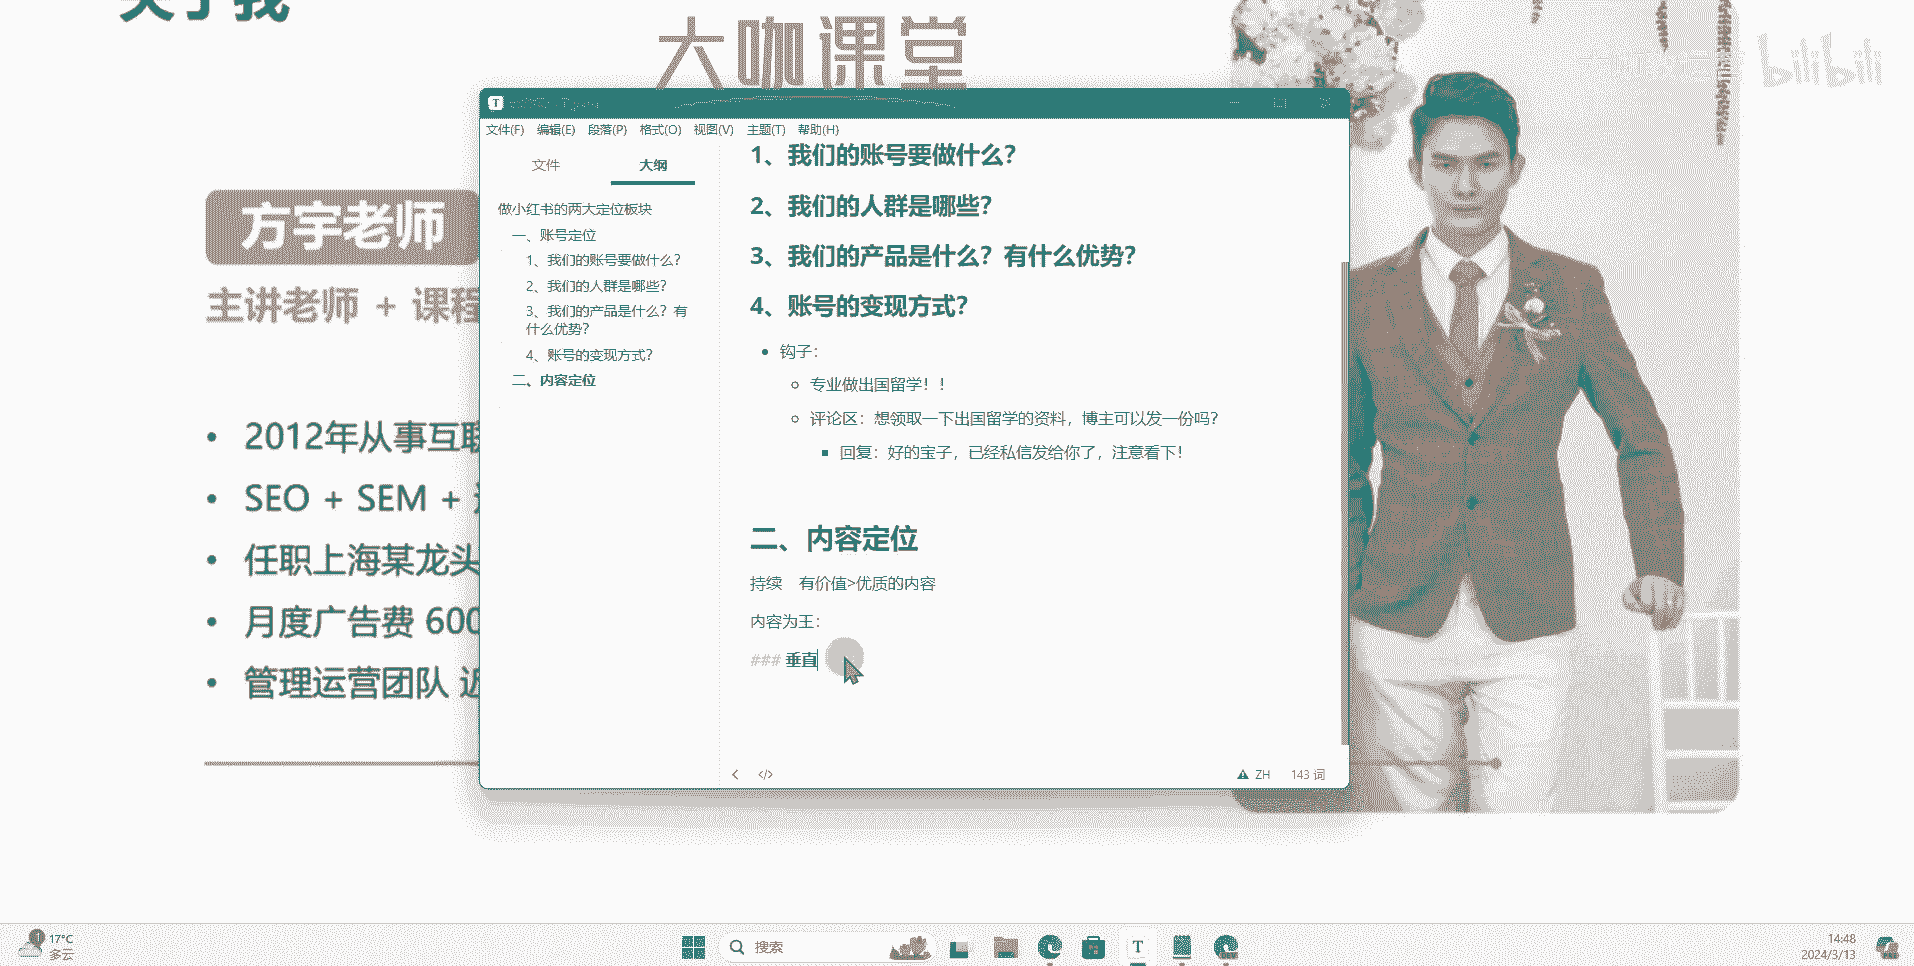 关于我
大咖课堂
bilibili
方宇老师
主讲老师 + 课程
2012年从事互联
SEO + SEM +
任职上海某龙头
月度广告费 600
管理运营团队 近
文件(F) 编辑(E) 段落(P) 格式(O) 视图(V) 主题(T) 帮助(H)
文件 大纲
做小红书的两大定位板块
一、账号定位
1、我们的账号要做什么?
2、我们的人群是哪些?
3、我们的产品是什么? 有
什么优势?
4、账号的变现方式?
二、内容定位
1、我们的账号要做什么?
2、我们的人群是哪些?
3、我们的产品是什么? 有什么优势?
4、账号的变现方式?
钩子:
专业做出国留学! !
评论区: 想领取一下出国留学的资料, 博主可以发一份吗?
回复: 好的宝子, 已经私信发给你了, 注意看下!
二、内容定位
持续 有价值>优质的内容
内容为王:
### 垂直
</> ZH 143 词
1
17°C
多云
搜索
14:48
2024/3/13